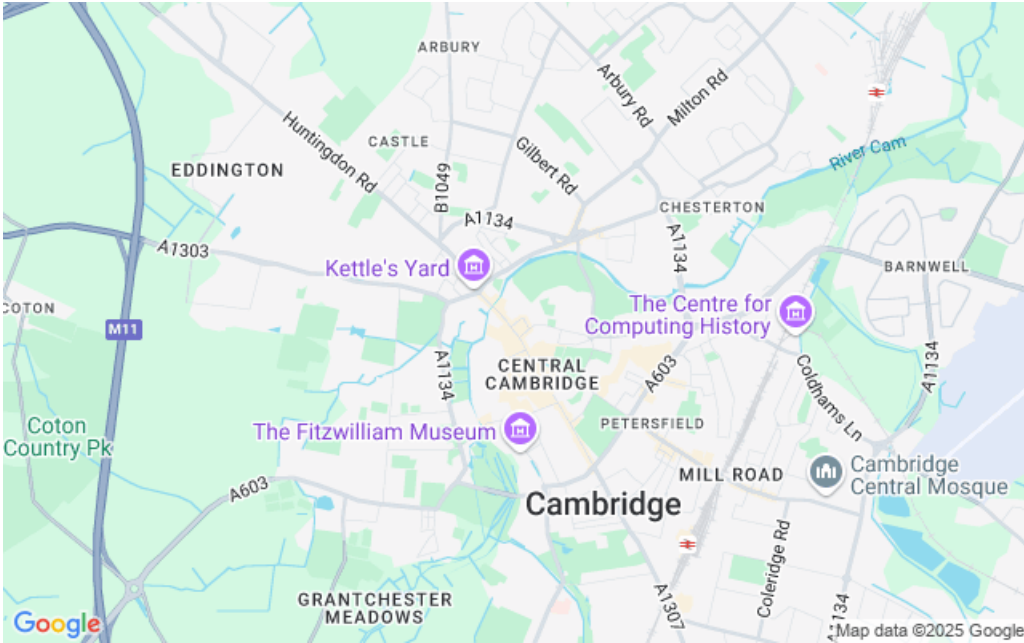 ARBURY
Arbury Rd
Milton Rd
Huntingdon Rd
CASTLE
Gilbert Rd
River Cam
EDDINGTON
B1049
CHESTERTON
A1134
A1303
A1134
Kettle's Yard
BARNWELL
The Centre for
Computing History
COTON
M11
A1134
CENTRAL
CAMBRIDGE
A603
A1134
Coldhams Ln
Coton
Country Pk
The Fitzwilliam Museum
PETERSFIELD
MILL ROAD
Cambridge
Central Mosque
A603
Cambridge
Coleridge Rd
GRANTCHESTER
MEADOWS
A1307
A1134
Google
Map data ©2025 Google